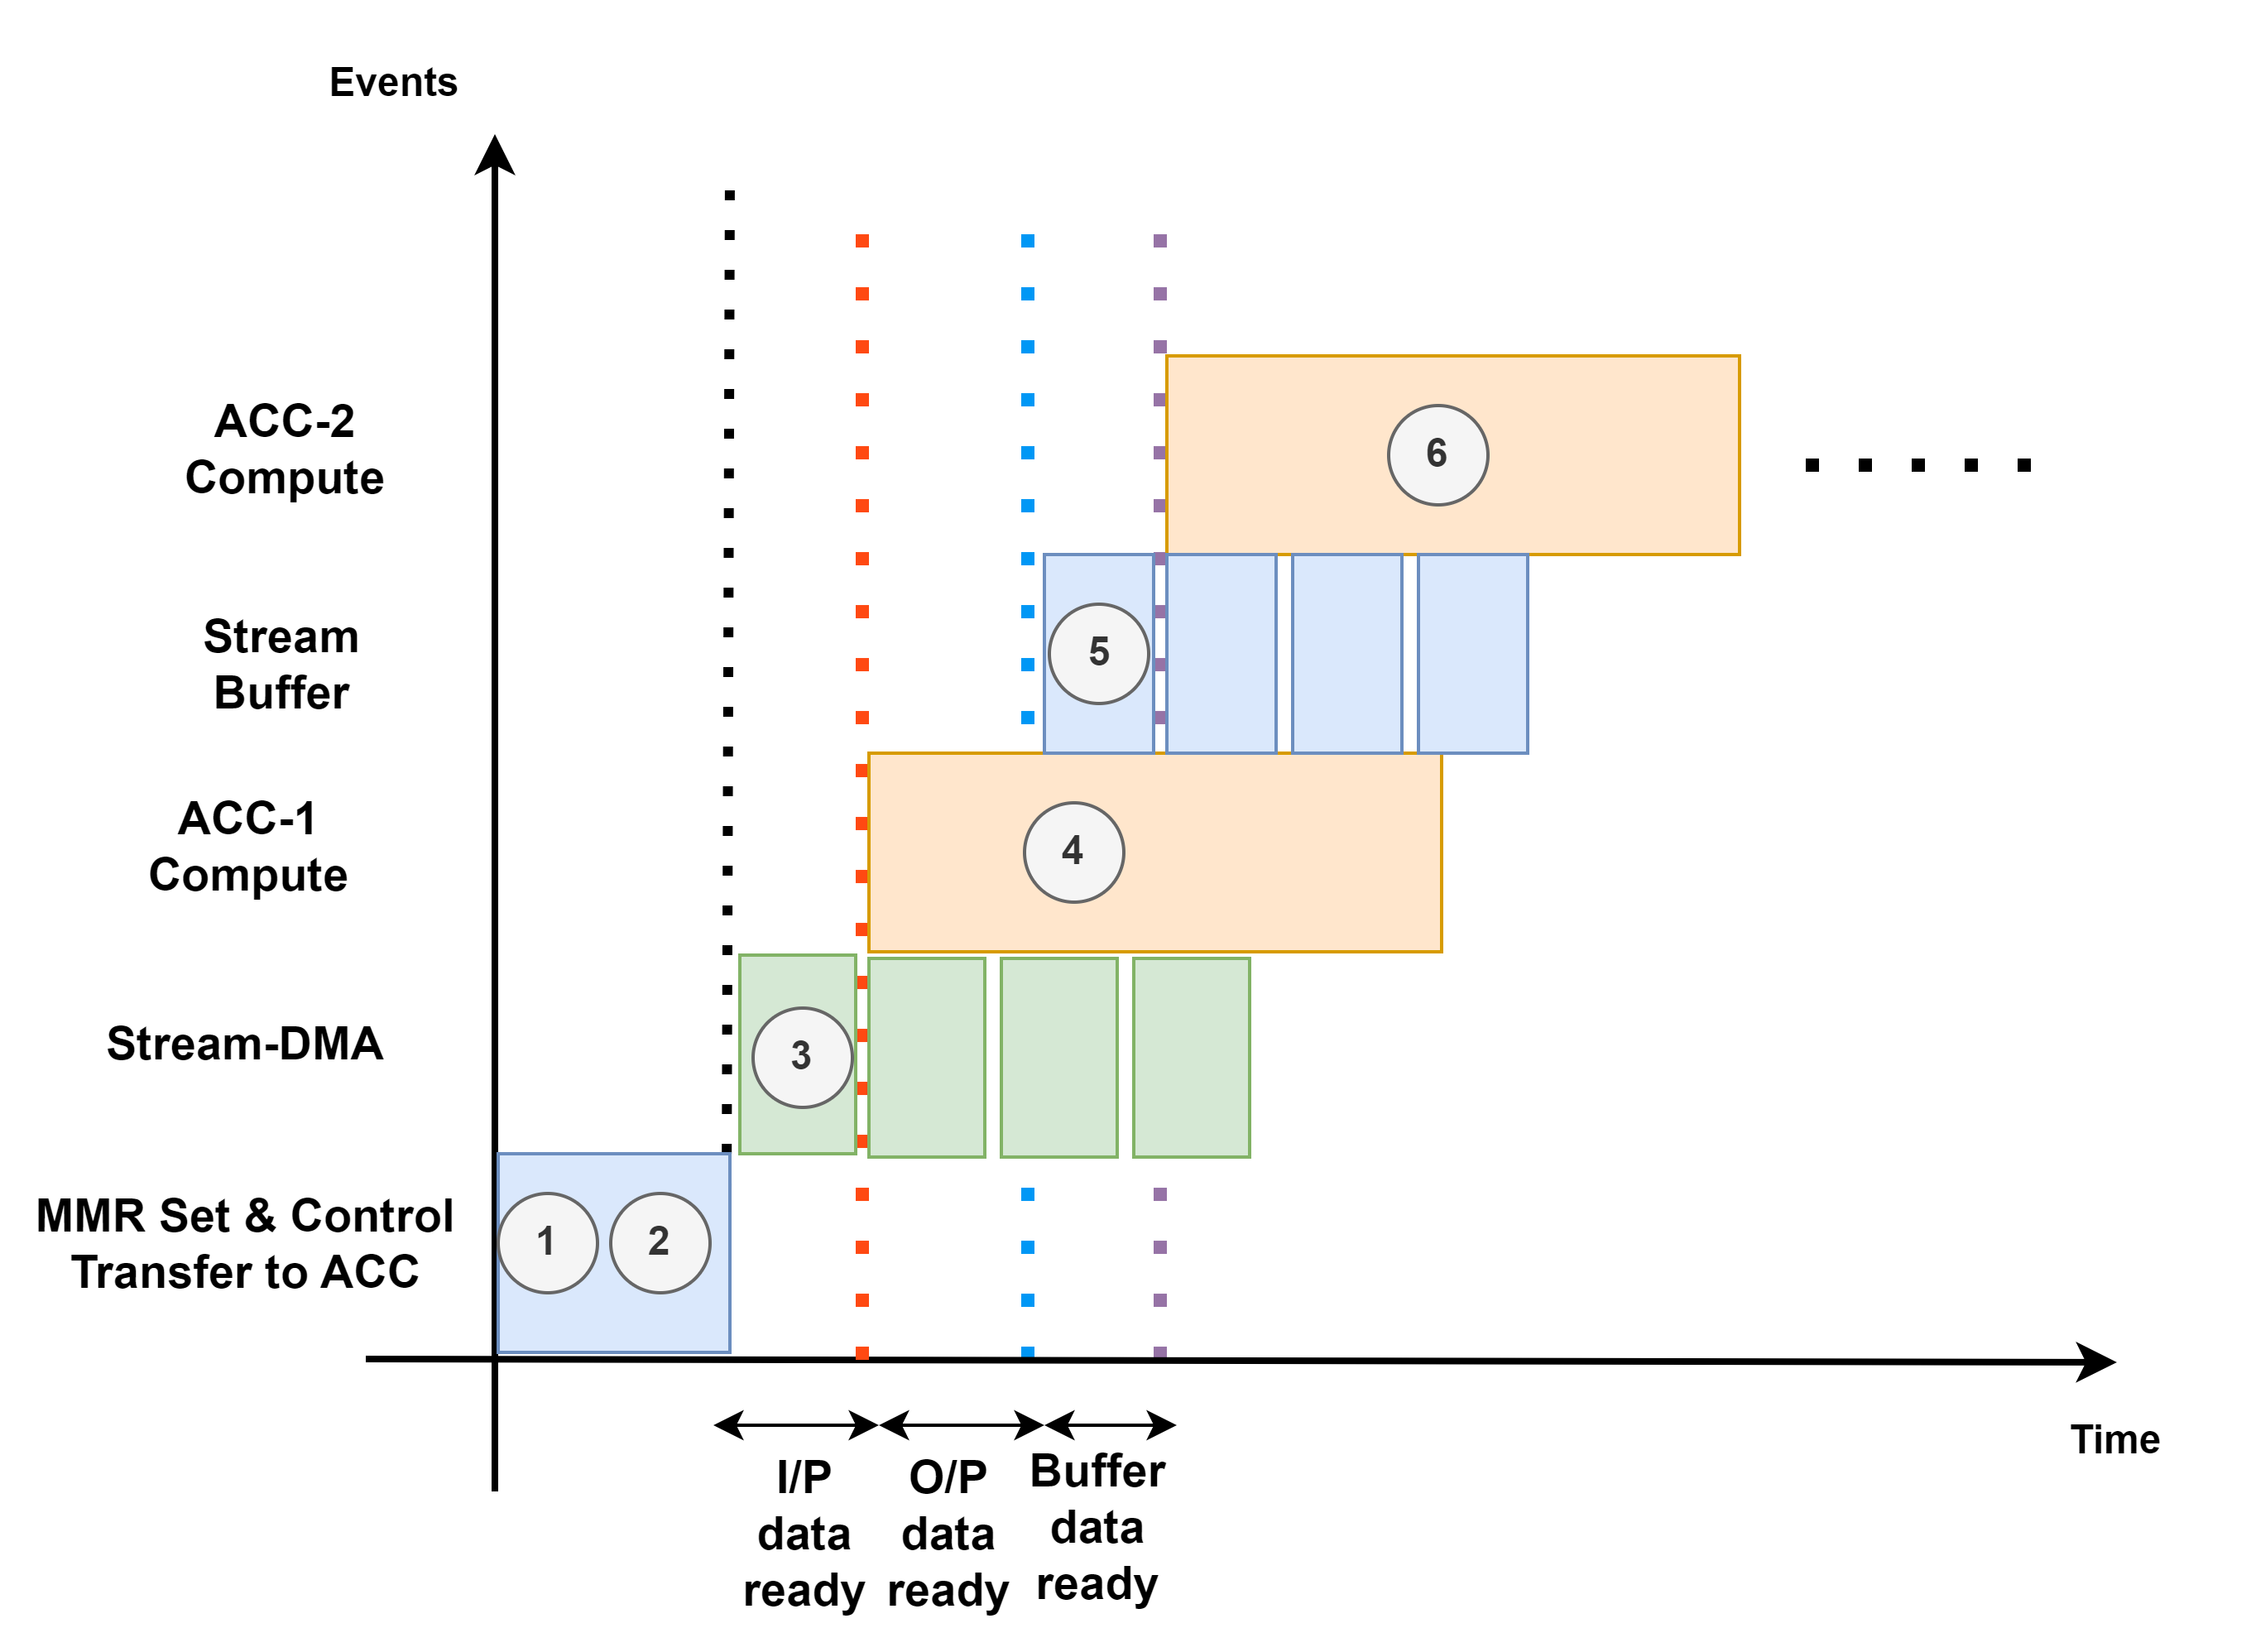 Events
ACC-2
Compute
6
Stream
Buffer
5
ACC-1
Compute
4
Stream-DMA
3
MMR Set & Control
Transfer to ACC
1
2
Time
I/P
data
ready
O/P
data
ready
Buffer
data
ready